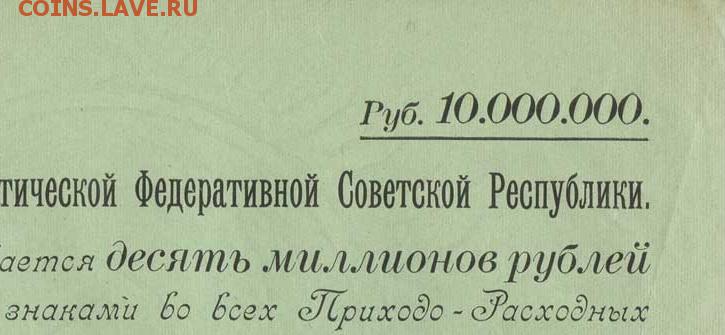 COINS.LAVE.RU
Руб. 10.000.000.
тической Федеративной Советской Республики.
ается десять миллионов рублей
знаками во всех Приходо-Расходных